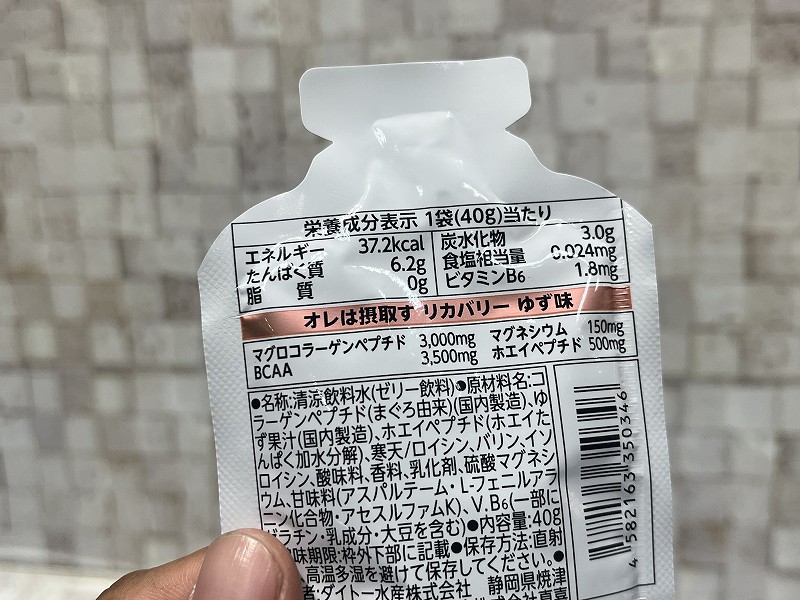 栄養成分表示 1袋(40g)当たり
エネルギー 37.2kcal
たんぱく質 6.2g
脂質 0g
炭水化物 3.0g
食塩相当量 0.024mg
ビタミンB6 1.8mg
オレは摂取す リカバリー ゆず味
マグロコラーゲンペプチド 3,000mg
BCAA 3,500mg
マグネシウム 150mg
ホエイペプチド 500mg
●名称:清涼飲料水(ゼリー飲料)●原材料名:コ
ラーゲンペプチド(まぐろ由来)(国内製造)、ゆ
ず果汁(国内製造)、ホエイペプチド(ホエイた
んぱく加水分解)、寒天/ロイシン、バリン、イソ
ロイシン、酸味料、香料、乳化剤、硫酸マグネシ
ウム、甘味料(アスパルテーム・L-フェニルアラ
ニン化合物・アセスルファムK)、V.B6(一部に
ゼラチン・乳成分・大豆を含む)●内容量:40g
味期限:枠外下部に記載●保存方法:直射
高温多湿を避けて保存してください。●
者:ダイトー水産株式会社 静岡県焼津
4 582163 350346